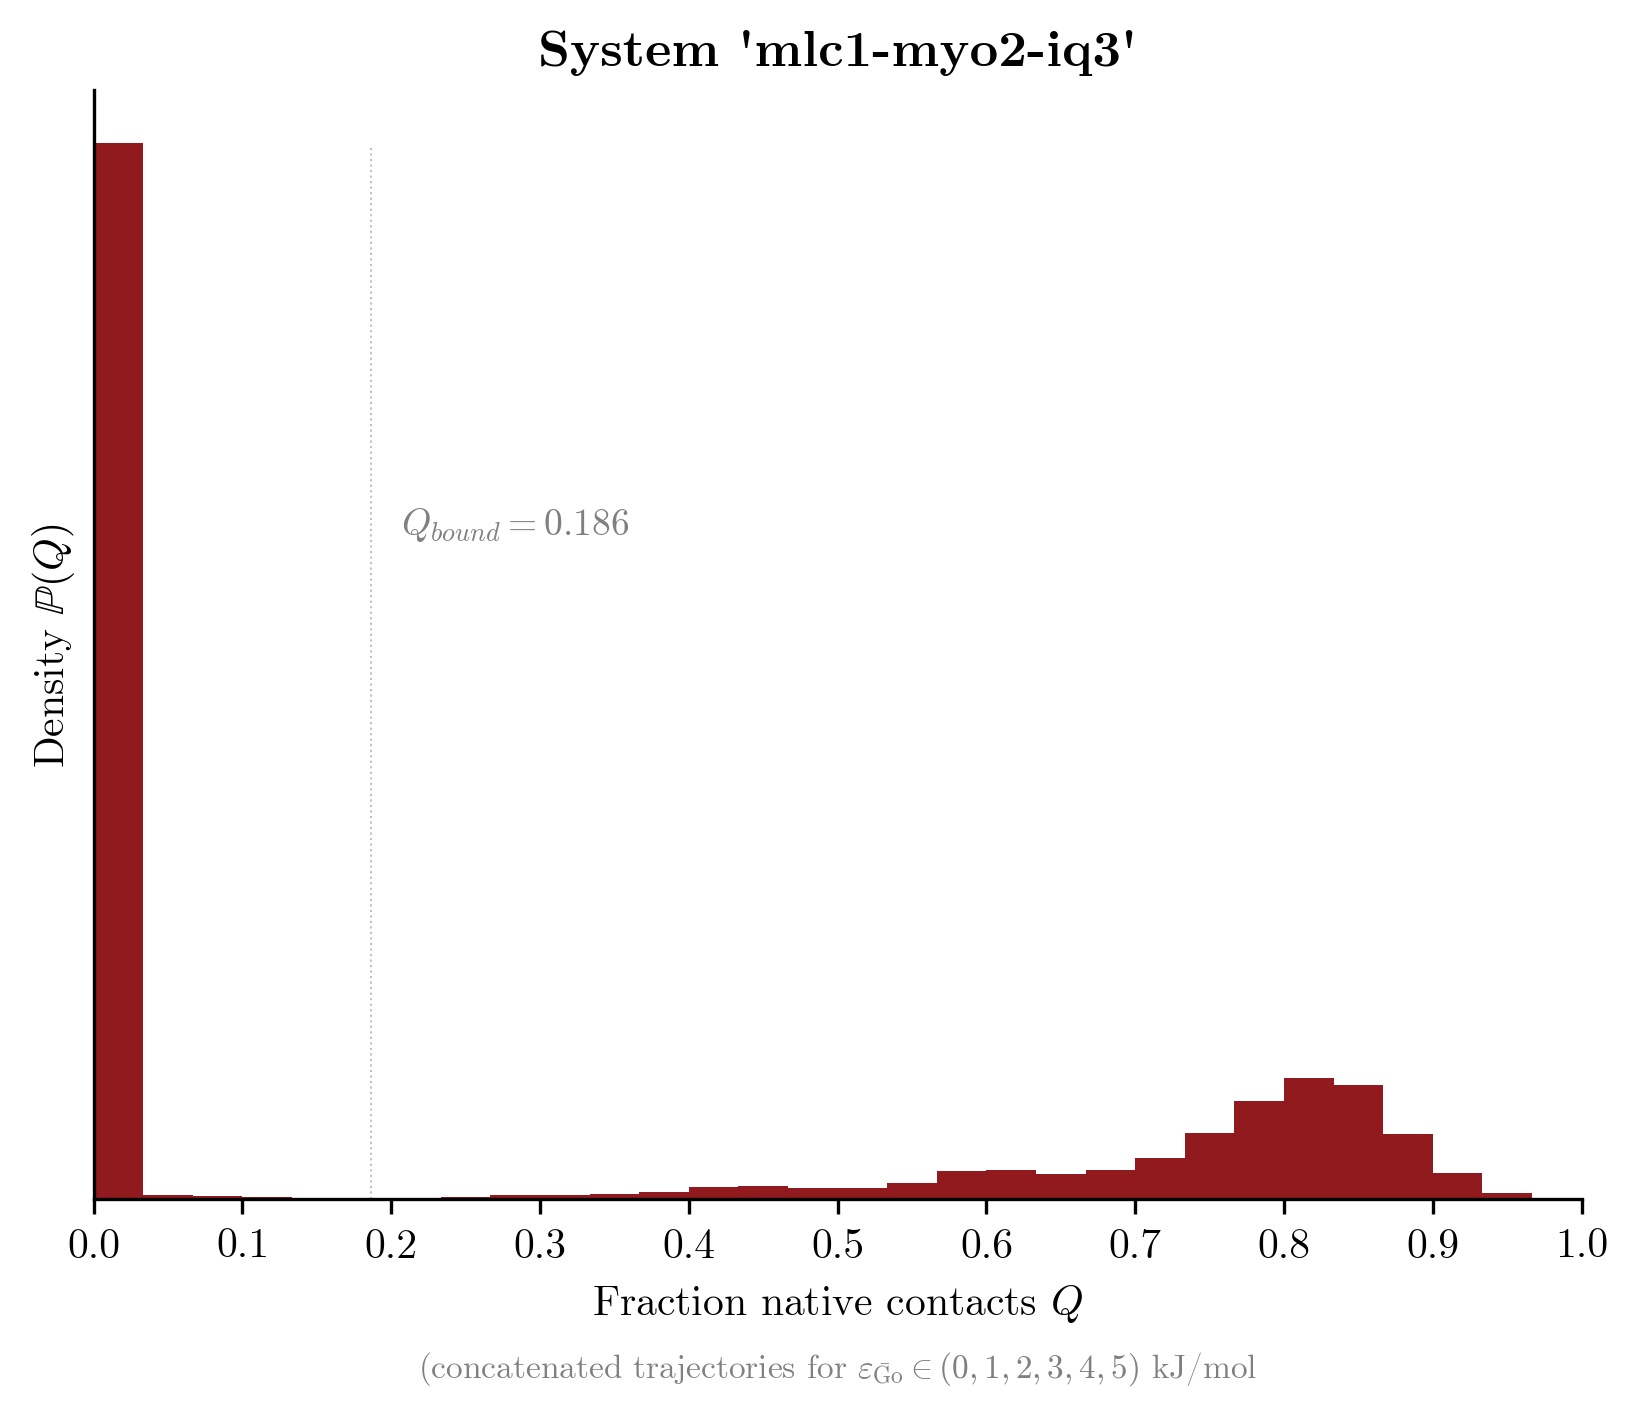 System 'mlc1-myo2-iq3'
Density ℙ(Q)
Q_{bound} = 0.186
0.0 0.1 0.2 0.3 0.4 0.5 0.6 0.7 0.8 0.9 1.0
Fraction native contacts Q
(concatenated trajectories for ε_{Ḡo} ∈ (0, 1, 2, 3, 4, 5) kJ/mol